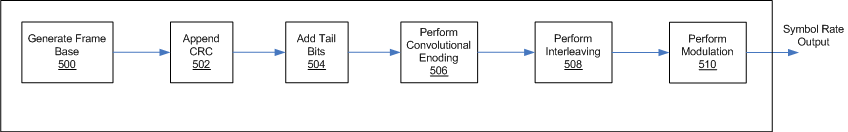 Generate Frame
Base
500
Append
CRC
502
Add Tail
Bits
504
Perform
Convolutional
Enoding
506
Perform
Interleaving
508
Perform
Modulation
510
Symbol Rate
Output